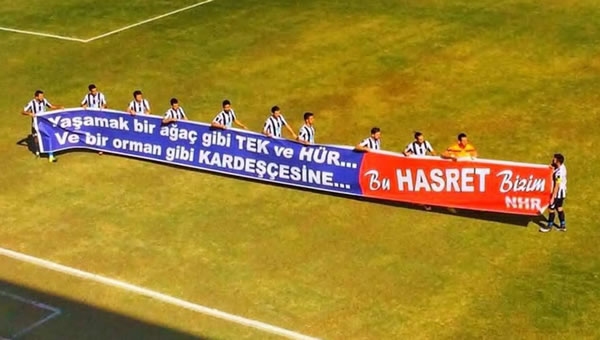 Yaşamak bir ağaç gibi TEK ve HÜR...
Ve bir orman gibi KARDEŞÇESİNE...
Bu HASRET Bizim
NHR